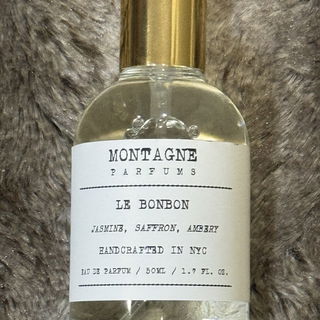 MONTAGNE
PARFUMS
LE BONBON
JASMINE, SAFFRON, AMBERY
HANDCRAFTED IN NYC
EAU DE PARFUM / 50ML / 1.7 FL. OZ.